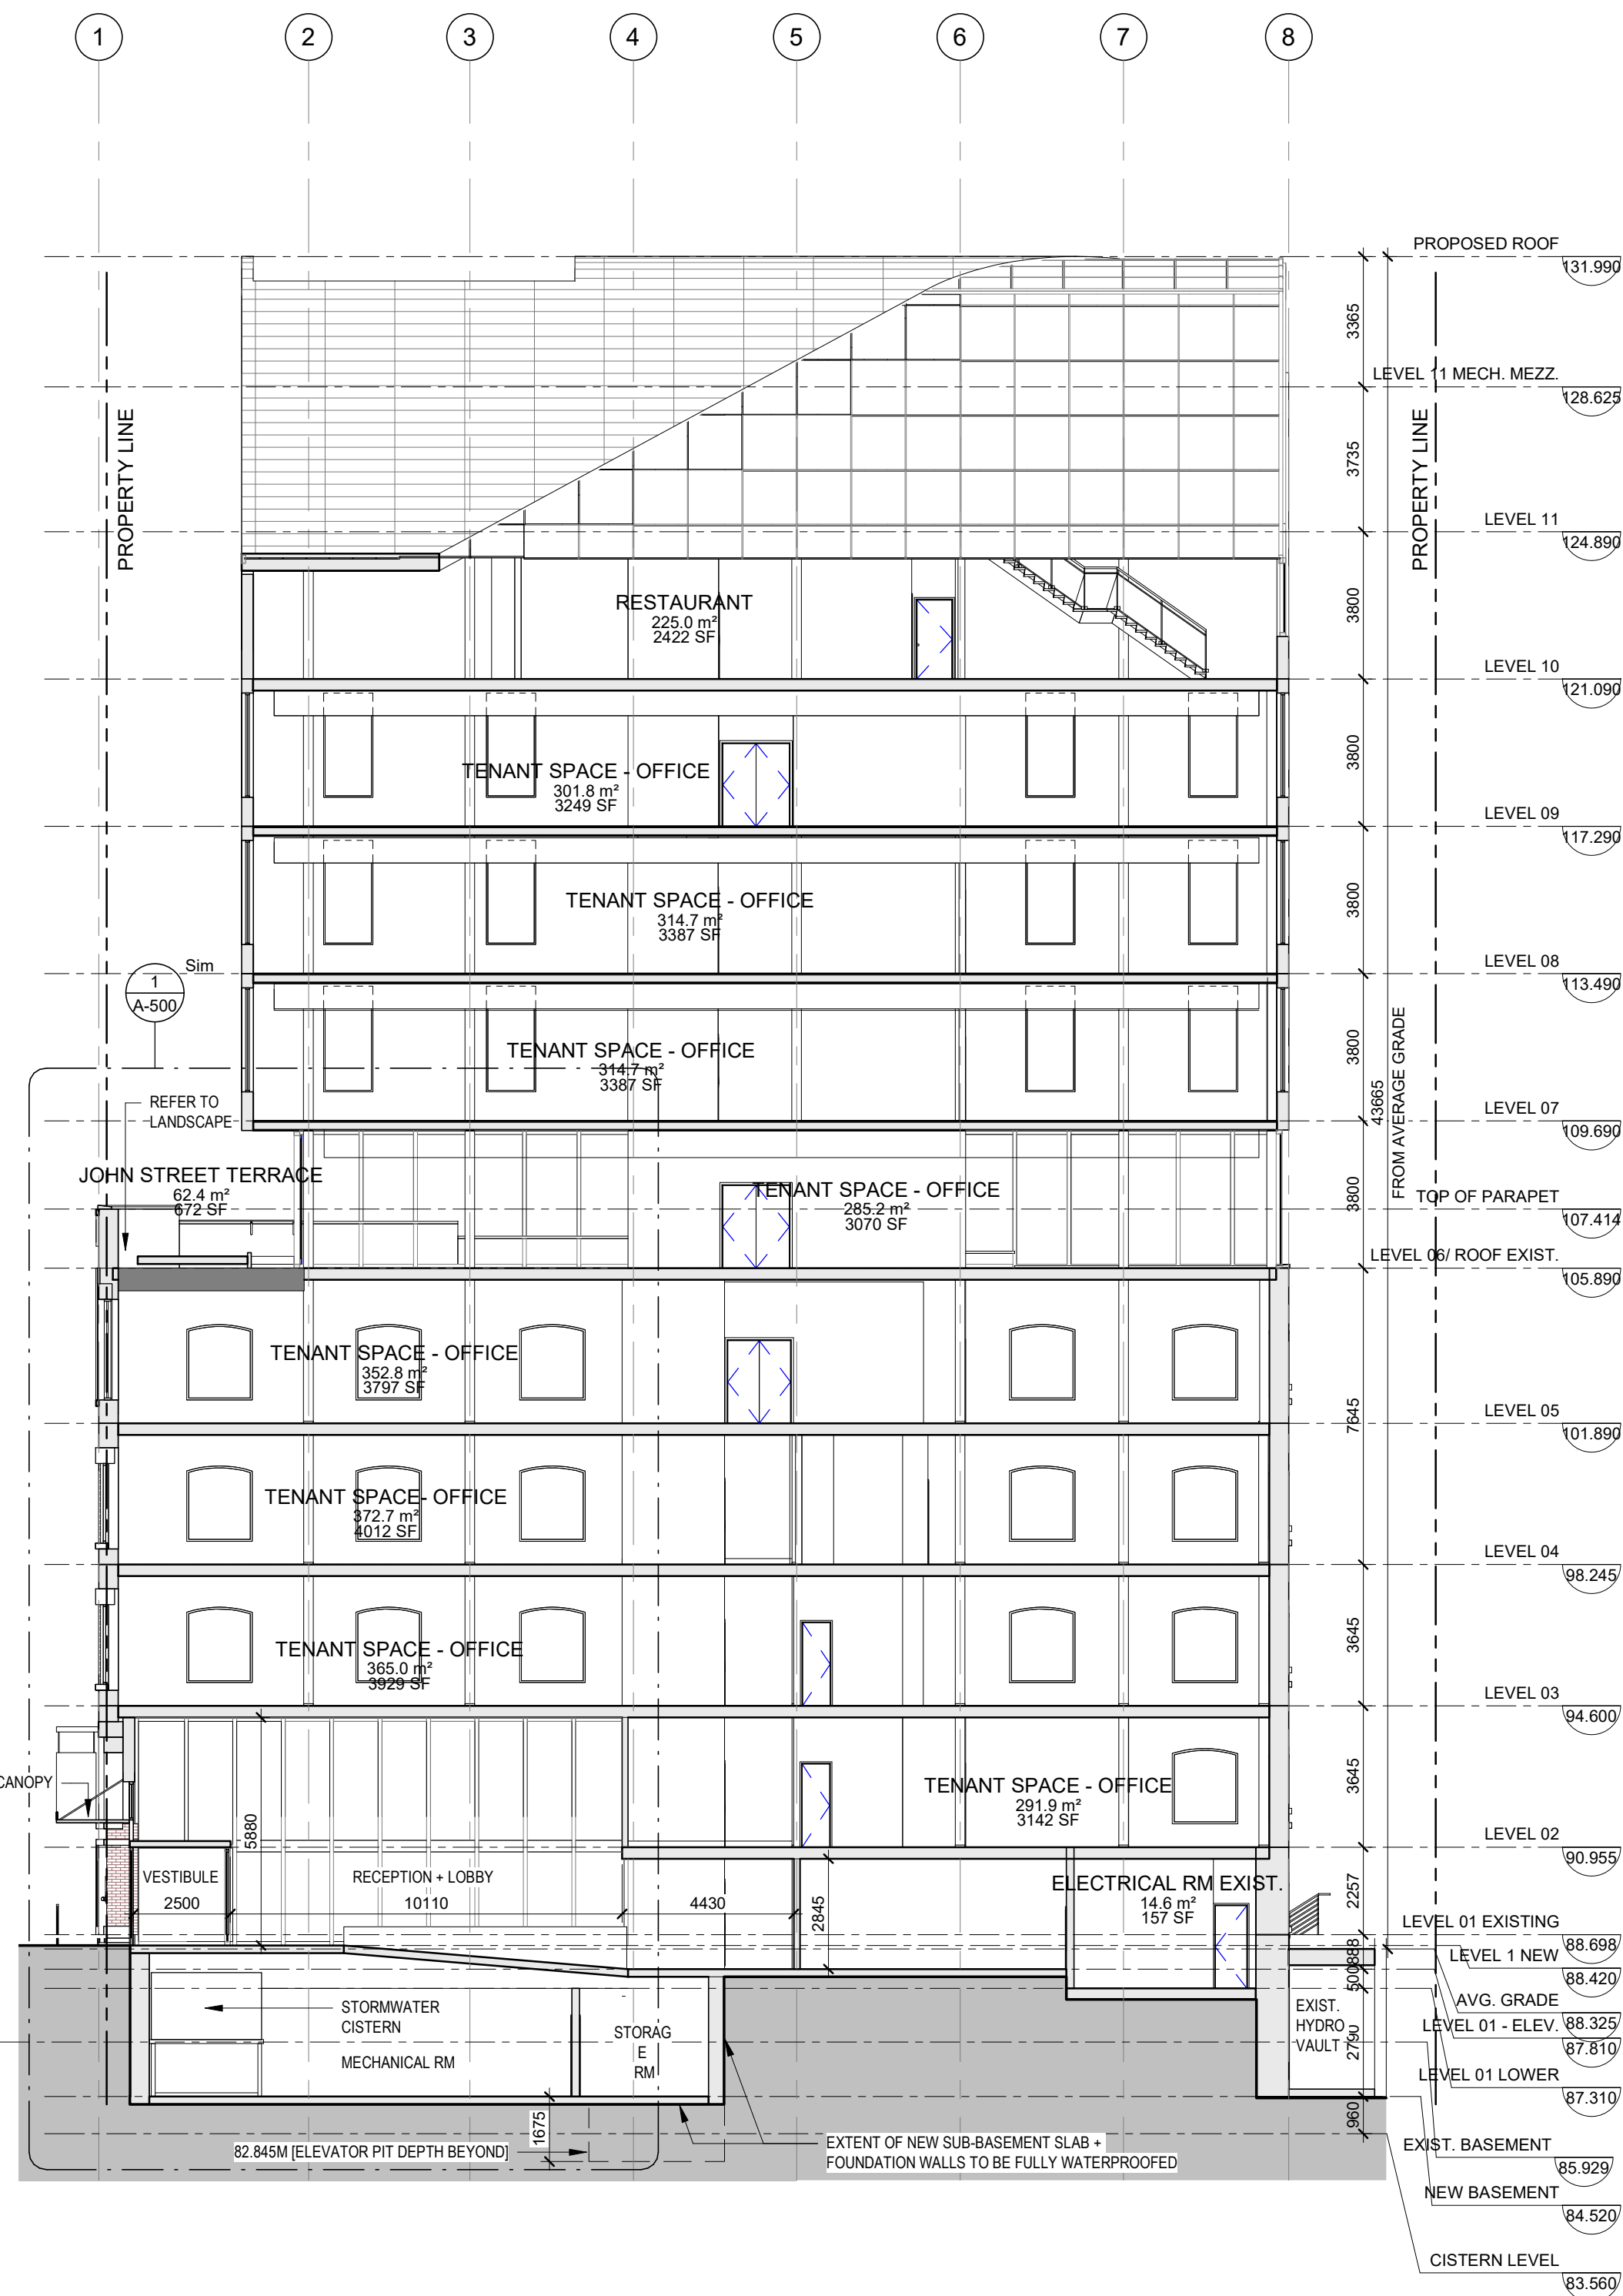 1
2
3
4
5
6
7
8
PROPOSED ROOF
131.990
3365
LEVEL 11 MECH. MEZZ.
128.625
PROPERTY LINE
PROPERTY LINE
3735
LEVEL 11
124.890
RESTAURANT
225.0 m²
2422 SF
3800
LEVEL 10
121.090
TENANT SPACE - OFFICE
301.8 m²
3249 SF
3800
LEVEL 09
117.290
TENANT SPACE - OFFICE
314.7 m²
3387 SF
3800
LEVEL 08
113.490
1
A-500
Sim
TENANT SPACE - OFFICE
314.7 m²
3387 SF
3800
43665
FROM AVERAGE GRADE
REFER TO
LANDSCAPE
LEVEL 07
109.690
JOHN STREET TERRACE
62.4 m²
672 SF
TENANT SPACE - OFFICE
285.2 m²
3070 SF
3800
TOP OF PARAPET
107.414
LEVEL 06/ ROOF EXIST.
105.890
TENANT SPACE - OFFICE
352.8 m²
3797 SF
7645
LEVEL 05
101.890
TENANT SPACE- OFFICE
372.7 m²
4012 SF
LEVEL 04
98.245
TENANT SPACE - OFFICE
365.0 m²
3929 SF
3645
LEVEL 03
94.600
CANOPY
5880
TENANT SPACE - OFFICE
291.9 m²
3142 SF
3645
LEVEL 02
90.955
VESTIBULE
2500
RECEPTION + LOBBY
10110
4430
2845
ELECTRICAL RM EXIST.
14.6 m²
157 SF
2257
LEVEL 01 EXISTING
88.698
888
LEVEL 1 NEW
88.420
500
AVG. GRADE
88.325
LEVEL 01 - ELEV.
87.810
STORMWATER
CISTERN
MECHANICAL RM
STORAG
E
RM
EXIST.
HYDRO
VAULT
2790
LEVEL 01 LOWER
87.310
1675
960
82.845M [ELEVATOR PIT DEPTH BEYOND]
EXTENT OF NEW SUB-BASEMENT SLAB +
FOUNDATION WALLS TO BE FULLY WATERPROOFED
EXIST. BASEMENT
85.929
NEW BASEMENT
84.520
CISTERN LEVEL
83.560